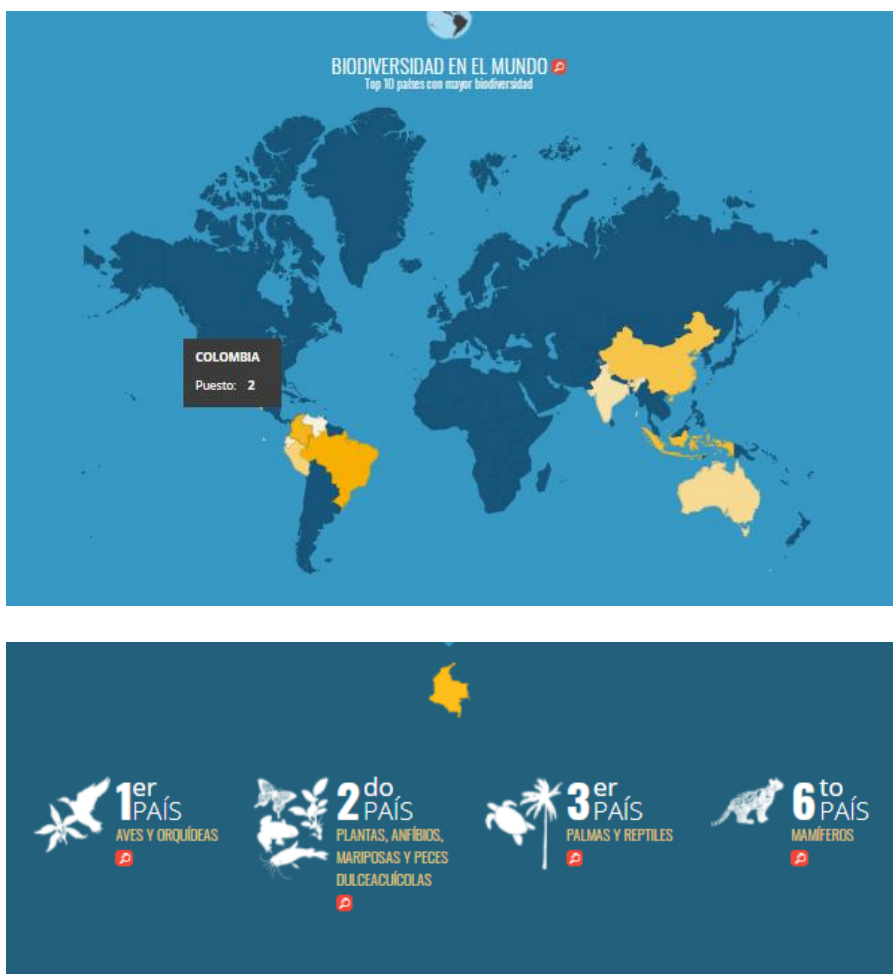 BIODIVERSIDAD EN EL MUNDO
Top 10 países con mayor biodiversidad
COLOMBIA
Puesto: 2
1er PAÍS
AVES Y ORQUÍDEAS
2do PAÍS
PLANTAS, ANFÍBIOS,
MARIPOSAS Y PECES
DULCEACUÍCOLAS
3er PAÍS
PALMAS Y REPTILES
6to PAÍS
MAMÍFEROS